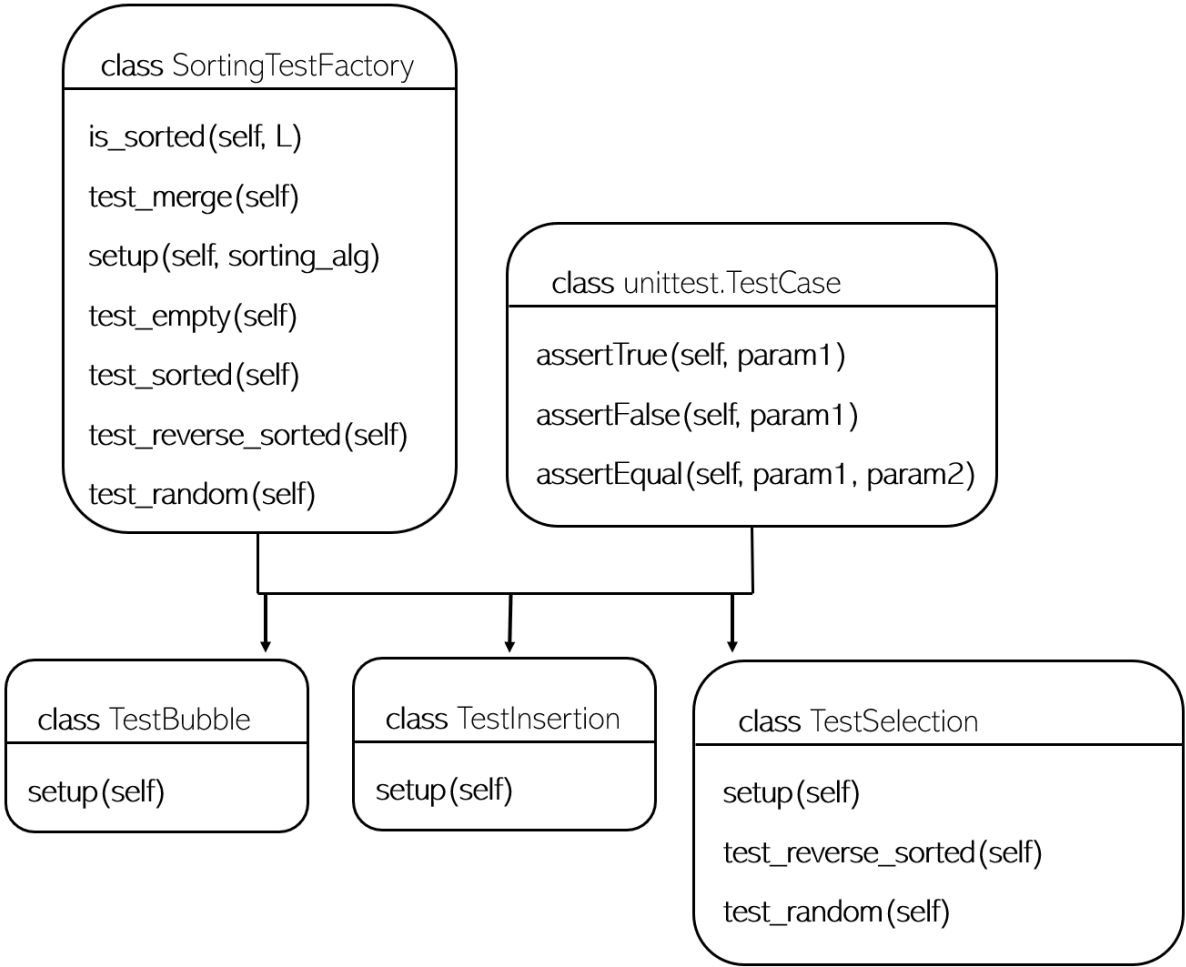 class SortingTestFactory
is_sorted(self, L)
test_merge(self)
setup(self, sorting_alg)
test_empty(self)
test_sorted(self)
test_reverse_sorted(self)
test_random(self)
class unittest.TestCase
assertTrue(self, param1)
assertFalse(self, param1)
assertEqual(self, param1, param2)
class TestBubble
setup(self)
class TestInsertion
setup(self)
class TestSelection
setup(self)
test_reverse_sorted(self)
test_random(self)